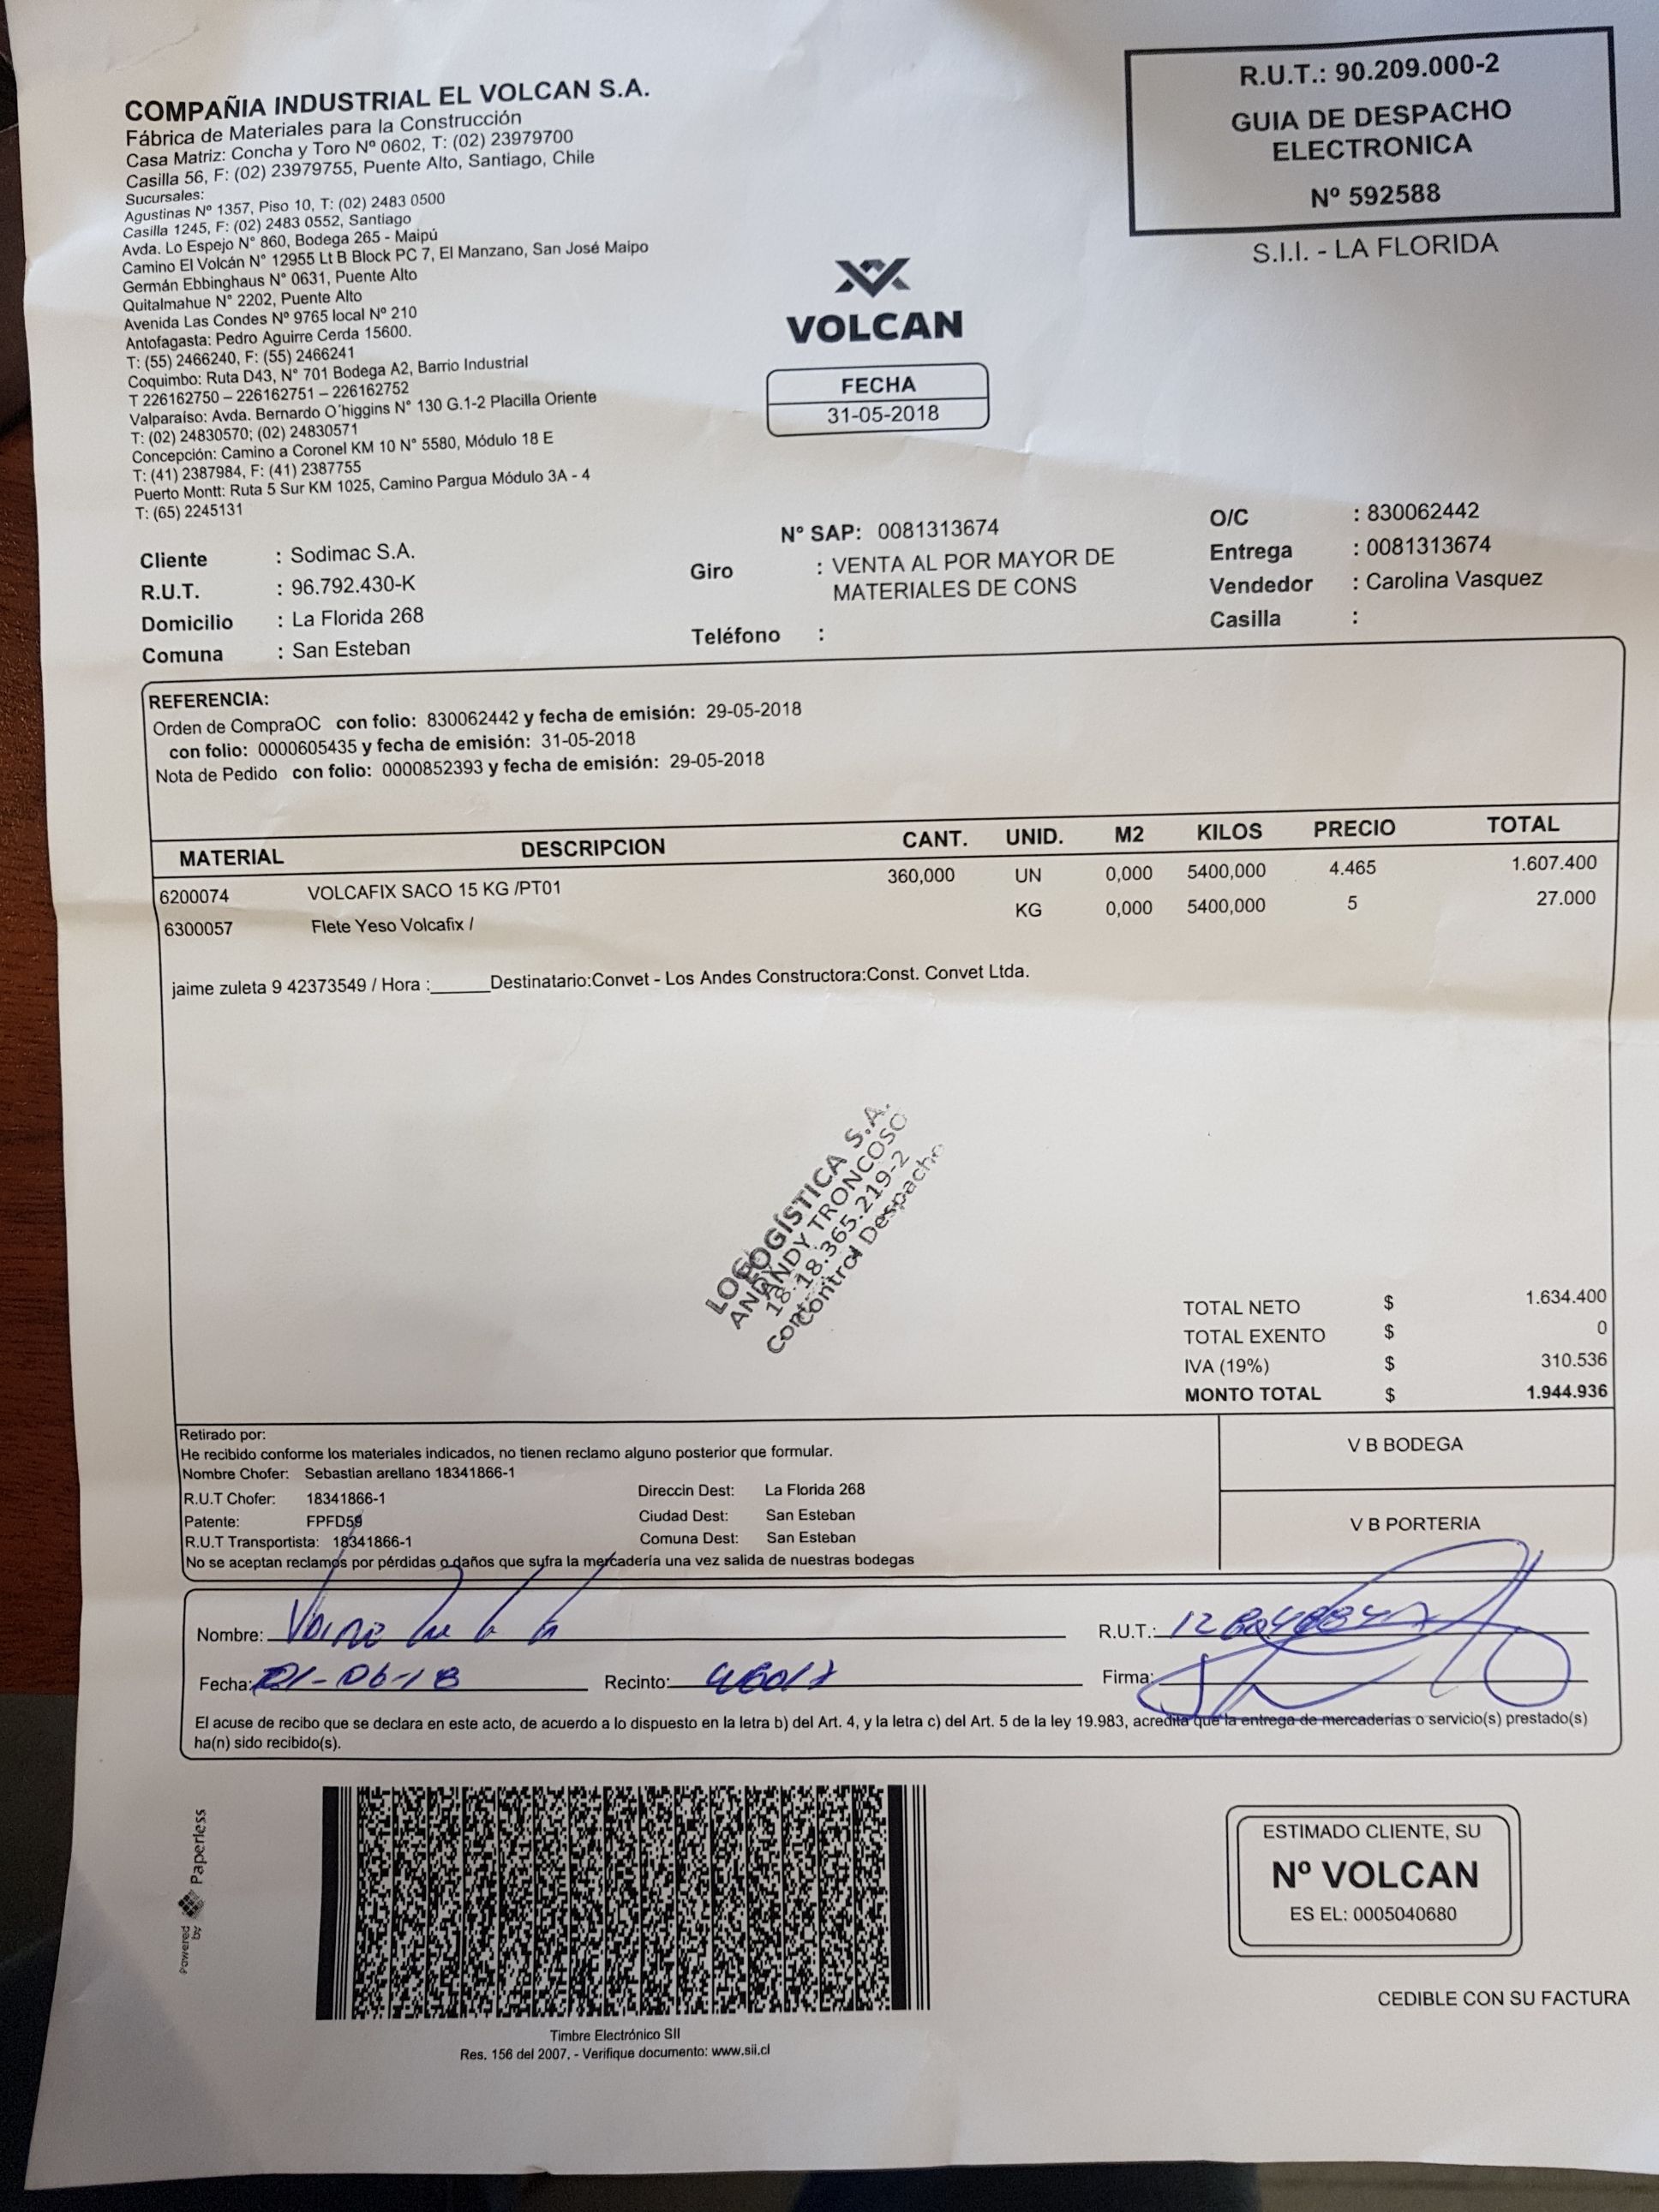 COMPAÑIA INDUSTRIAL EL VOLCAN S.A.
Fábrica de Materiales para la Construcción
Casa Matriz: Concha y Toro Nº 0602, T: (02) 23979700
Casilla 56, F: (02) 23979755, Puente Alto, Santiago, Chile
Sucursales:
Agustinas Nº 1357, Piso 10, T: (02) 2483 0500
Casilla 1245, F: (02) 2483 0552, Santiago
Avda. Lo Espejo N° 860, Bodega 265 - Maipú
Camino El Volcán N° 12955 Lt B Block PC 7, El Manzano, San José Maipo
Germán Ebbinghaus N° 0631, Puente Alto
Quitalmahue N° 2202, Puente Alto
Avenida Las Condes Nº 9765 local Nº 210
Antofagasta: Pedro Aguirre Cerda 15600.
T: (55) 2466240, F: (55) 2466241
Coquimbo: Ruta D43, N° 701 Bodega A2, Barrio Industrial
T 226162750 – 226162751 – 226162752
Valparaíso: Avda. Bernardo O´higgins N° 130 G.1-2 Placilla Oriente
T: (02) 24830570; (02) 24830571
Concepción: Camino a Coronel KM 10 N° 5580, Módulo 18 E
T: (41) 2387984, F: (41) 2387755
Puerto Montt: Ruta 5 Sur KM 1025, Camino Pargua Módulo 3A - 4
T: (65) 2245131
R.U.T.: 90.209.000-2
GUIA DE DESPACHO
ELECTRONICA
Nº 592588
S.I.I. - LA FLORIDA
VOLCAN
FECHA
31-05-2018
Cliente : Sodimac S.A.
R.U.T. : 96.792.430-K
Domicilio : La Florida 268
Comuna : San Esteban
N° SAP: 0081313674
Giro : VENTA AL POR MAYOR DE
MATERIALES DE CONS
Teléfono :
O/C : 830062442
Entrega : 0081313674
Vendedor : Carolina Vasquez
Casilla :
REFERENCIA:
Orden de CompraOC con folio: 830062442 y fecha de emisión: 29-05-2018
con folio: 0000605435 y fecha de emisión: 31-05-2018
Nota de Pedido con folio: 0000852393 y fecha de emisión: 29-05-2018
MATERIAL DESCRIPCION CANT. UNID. M2 KILOS PRECIO TOTAL
6200074 VOLCAFIX SACO 15 KG /PT01 360,000 UN 0,000 5400,000 4.465 1.607.400
6300057 Flete Yeso Volcafix / KG 0,000 5400,000 5 27.000
jaime zuleta 9 42373549 / Hora :______Destinatario:Convet - Los Andes Constructora:Const. Convet Ltda.
LOGÍSTICA S.A.
ANDY TRONCOSO
18.365.219-2
Control Despacho
TOTAL NETO $ 1.634.400
TOTAL EXENTO $ 0
IVA (19%) $ 310.536
MONTO TOTAL $ 1.944.936
Retirado por:
He recibido conforme los materiales indicados, no tienen reclamo alguno posterior que formular.
Nombre Chofer: Sebastian arellano 18341866-1
R.U.T Chofer: 18341866-1
Patente: FPFD59
R.U.T Transportista: 18341866-1
Direccin Dest: La Florida 268
Ciudad Dest: San Esteban
Comuna Dest: San Esteban
No se aceptan reclamos por pérdidas o daños que sufra la mercadería una vez salida de nuestras bodegas
V B BODEGA
V B PORTERIA
Nombre:
R.U.T.:
Fecha: 01-06-18
Recinto:
Firma:
El acuse de recibo que se declara en este acto, de acuerdo a lo dispuesto en la letra b) del Art. 4, y la letra c) del Art. 5 de la ley 19.983, acredita que la entrega de mercaderías o servicio(s) prestado(s)
ha(n) sido recibido(s).
Powered by Paperless
Timbre Electrónico SII
Res. 156 del 2007. - Verifique documento: www.sii.cl
ESTIMADO CLIENTE, SU
Nº VOLCAN
ES EL: 0005040680
CEDIBLE CON SU FACTURA